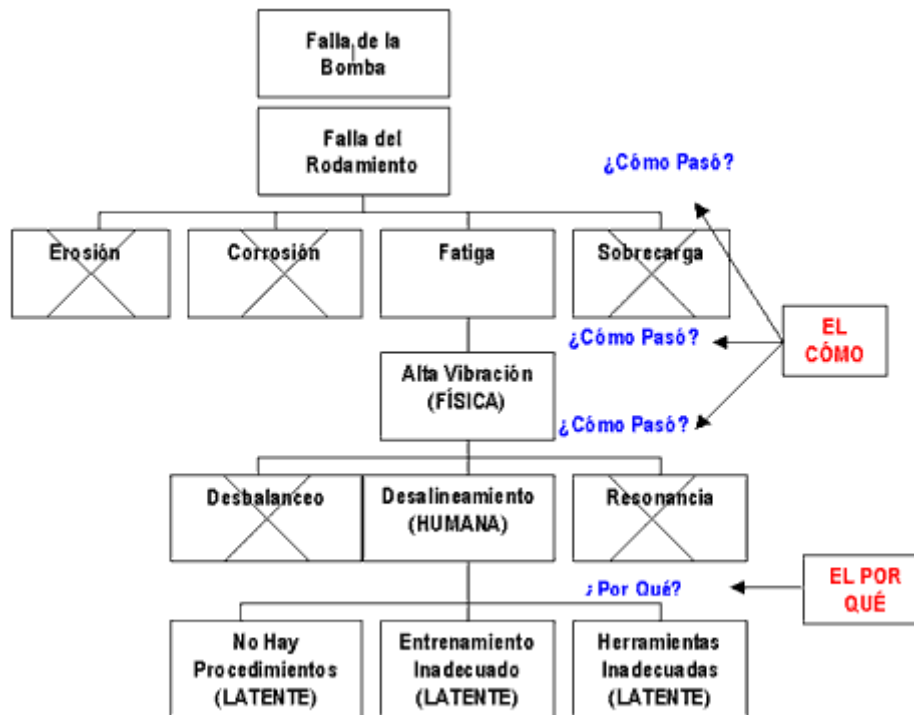 Falla de la
Bomba
Falla del
Rodamiento
¿Cómo Pasó?
Erosión
Corrosión
Fatiga
Sobrecarga
¿Cómo Pasó?
EL
CÓMO
Alta Vibración
(FÍSICA)
¿Cómo Pasó?
Desbalanceo
Desalineamiento
(HUMANA)
Resonancia
¿Por Qué?
EL POR
QUÉ
No Hay
Procedimientos
(LATENTE)
Entrenamiento
Inadecuado
(LATENTE)
Herramientas
Inadecuadas
(LATENTE)